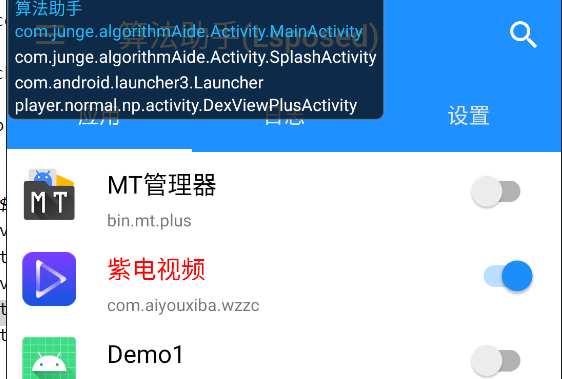 算法助手
com.junge.algorithmAide.Activity.MainActivity
算法助手(Lsposed)
com.junge.algorithmAide.Activity.SplashActivity
com.android.launcher3.Launcher
player.normal.np.activity.DexViewPlusActivity
应用
日志
设置
MT
MT管理器
bin.mt.plus
紫电视频
com.aiyouxiba.wzzc
Demo1